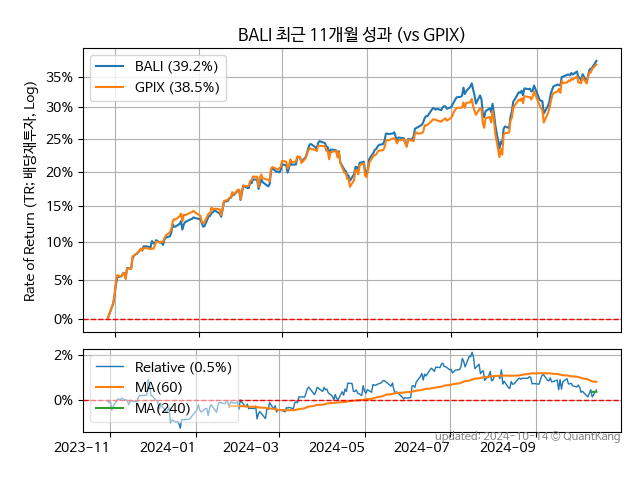 BALI 최근 11개월 성과 (vs GPIX)
BALI (39.2%)
GPIX (38.5%)
Rate of Return (TR; 배당재투자, Log)
35%
30%
25%
20%
15%
10%
5%
0%
2%
0%
Relative (0.5%)
MA(60)
MA(240)
2023-11
2024-01
2024-03
2024-05
2024-07
2024-09
updated: 2024-10-14 © QuantKang